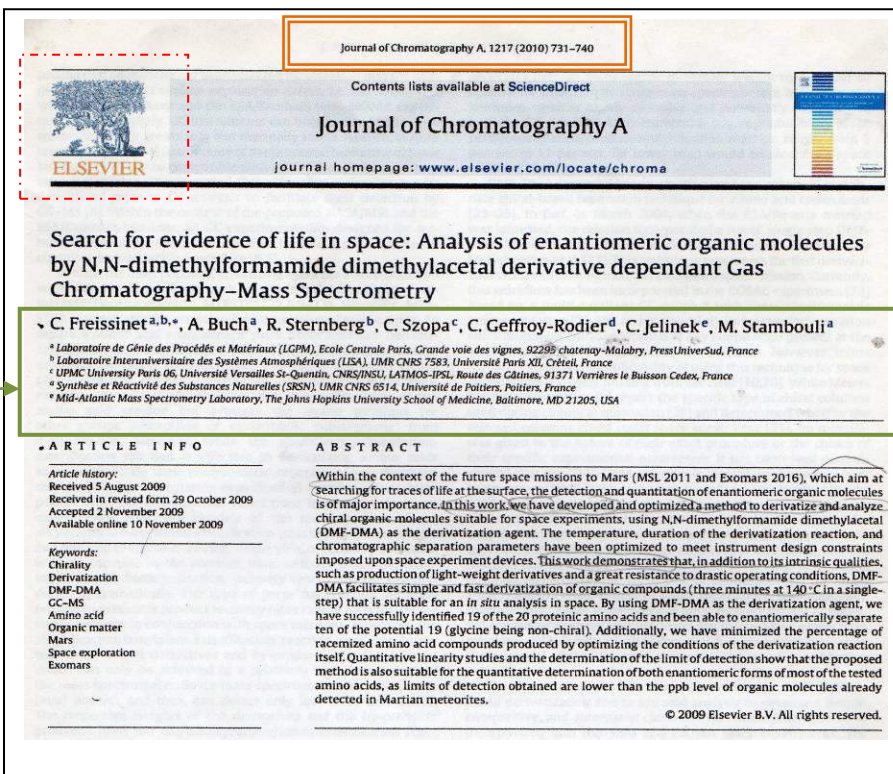 Journal of Chromatography A, 1217 (2010) 731–740
Contents lists available at ScienceDirect
Journal of Chromatography A
journal homepage: www.elsevier.com/locate/chroma
ELSEVIER
Search for evidence of life in space: Analysis of enantiomeric organic molecules
by N,N-dimethylformamide dimethylacetal derivative dependant Gas
Chromatography–Mass Spectrometry
C. Freissinet a,b,*, A. Buch a, R. Sternberg b, C. Szopa c, C. Geffroy-Rodier d, C. Jelinek e, M. Stambouli a
a Laboratoire de Génie des Procédés et Matériaux (LGPM), Ecole Centrale Paris, Grande voie des vignes, 92295 chatenay-Malabry, PressUniverSud, France
b Laboratoire Interuniversitaire des Systèmes Atmosphériques (LISA), UMR CNRS 7583, Université Paris XII, Créteil, France
c UPMC University Paris 06, Université Versailles St-Quentin, CNRS/INSU, LATMOS-IPSL, Route des Gâtines, 91371 Verrières le Buisson Cedex, France
d Synthèse et Réactivité des Substances Naturelles (SRSN), UMR CNRS 6514, Université de Poitiers, Poitiers, France
e Mid-Atlantic Mass Spectrometry Laboratory, The Johns Hopkins University School of Medicine, Baltimore, MD 21205, USA
ARTICLE INFO
Article history:
Received 5 August 2009
Received in revised form 29 October 2009
Accepted 2 November 2009
Available online 10 November 2009
Keywords:
Chirality
Derivatization
DMF-DMA
GC–MS
Amino acid
Organic matter
Mars
Space exploration
Exomars
ABSTRACT
Within the context of the future space missions to Mars (MSL 2011 and Exomars 2016), which aim at
searching for traces of life at the surface, the detection and quantitation of enantiomeric organic molecules
is of major importance. In this work, we have developed and optimized a method to derivatize and analyze
chiral organic molecules suitable for space experiments, using N,N-dimethylformamide dimethylacetal
(DMF-DMA) as the derivatization agent. The temperature, duration of the derivatization reaction, and
chromatographic separation parameters have been optimized to meet instrument design constraints
imposed upon space experiment devices. This work demonstrates that, in addition to its intrinsic qualities,
such as production of light-weight derivatives and a great resistance to drastic operating conditions, DMF-
DMA facilitates simple and fast derivatization of organic compounds (three minutes at 140 °C in a single-
step) that is suitable for an in situ analysis in space. By using DMF-DMA as the derivatization agent, we
have successfully identified 19 of the 20 proteinic amino acids and been able to enantiomerically separate
ten of the potential 19 (glycine being non-chiral). Additionally, we have minimized the percentage of
racemized amino acid compounds produced by optimizing the conditions of the derivatization reaction
itself. Quantitative linearity studies and the determination of the limit of detection show that the proposed
method is also suitable for the quantitative determination of both enantiomeric forms of most of the tested
amino acids, as limits of detection obtained are lower than the ppb level of organic molecules already
detected in Martian meteorites.
© 2009 Elsevier B.V. All rights reserved.